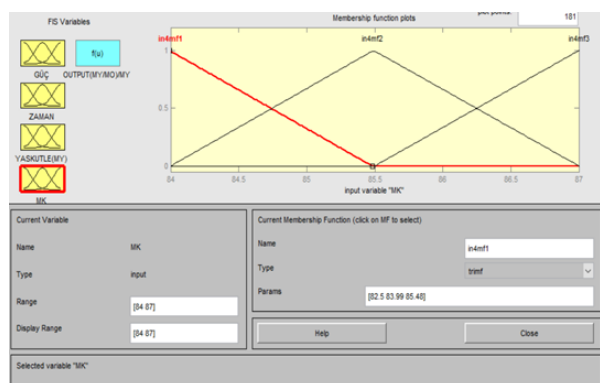 FIS Variables
Membership function plots
plot points:
181
GÜÇ
OUTPUT(MY/MO)/MY
ZAMAN
YASKUTLE(MY)
MK
in4mf1
in4mf2
in4mf3
1
0.5
0
84
84.5
85
85.5
86
86.5
87
input variable "MK"
f(u)
Current Variable
Name
MK
Type
input
Range
[84 87]
Display Range
[84 87]
Current Membership Function (click on MF to select)
Name
in4mf1
Type
trimf
Params
[82.5 83.99 85.48]
Help
Close
Selected variable "MK"